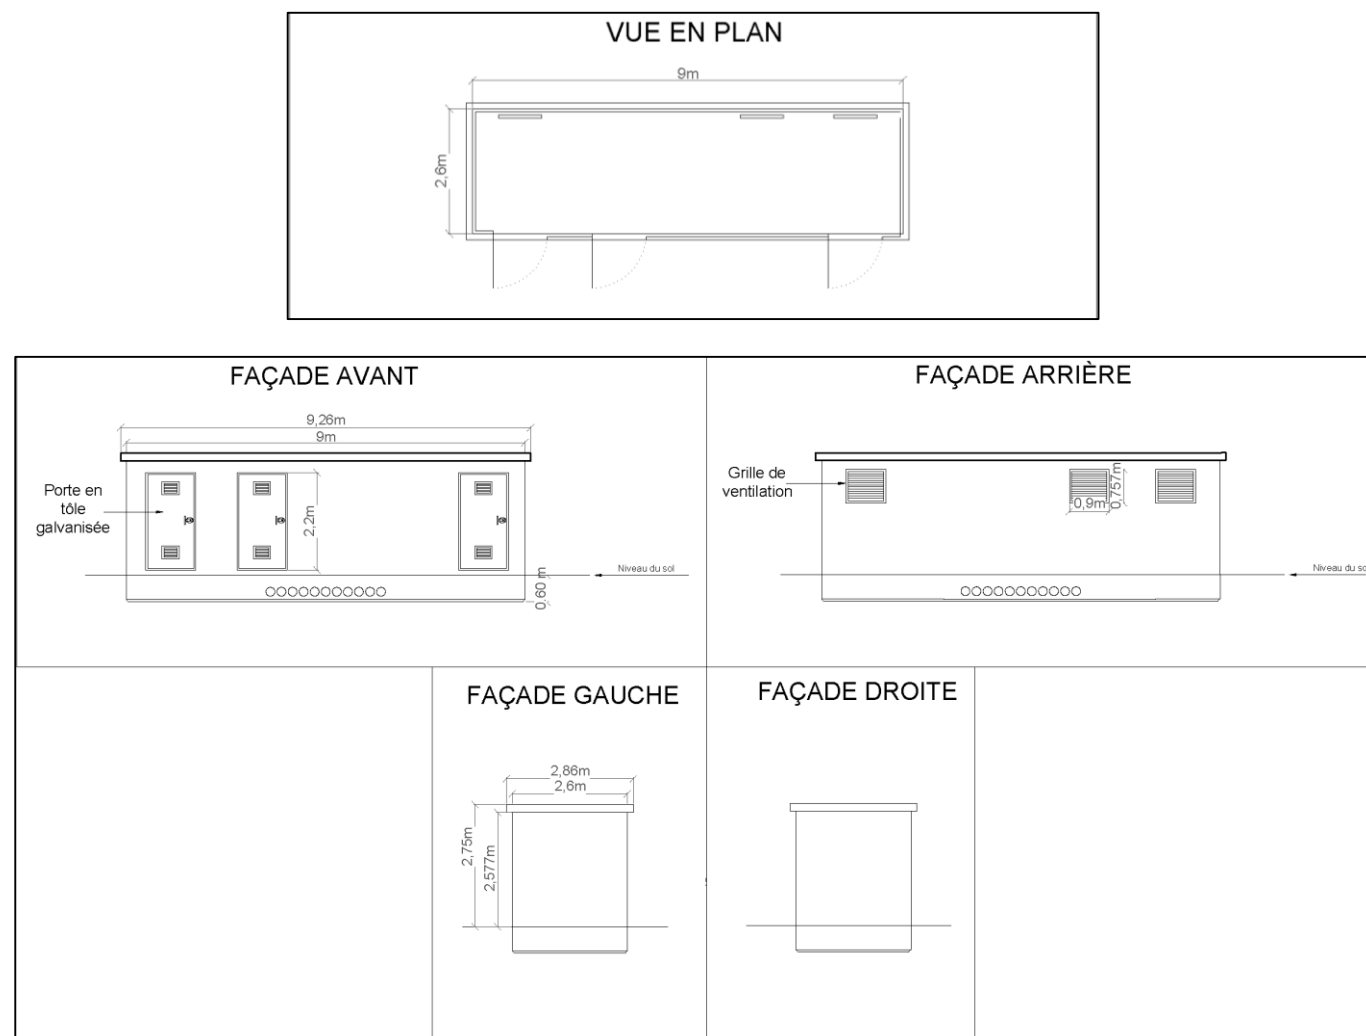 VUE EN PLAN
9m
2,6m
FAÇADE AVANT
9,26m
9m
Porte en
tôle
galvanisée
2,2m
Niveau du sol
0.60 m
FAÇADE ARRIÈRE
Grille de
ventilation
0,9m
0,757m
Niveau du so
FAÇADE GAUCHE
2,86m
2,6m
2,75m
2,577m
FAÇADE DROITE